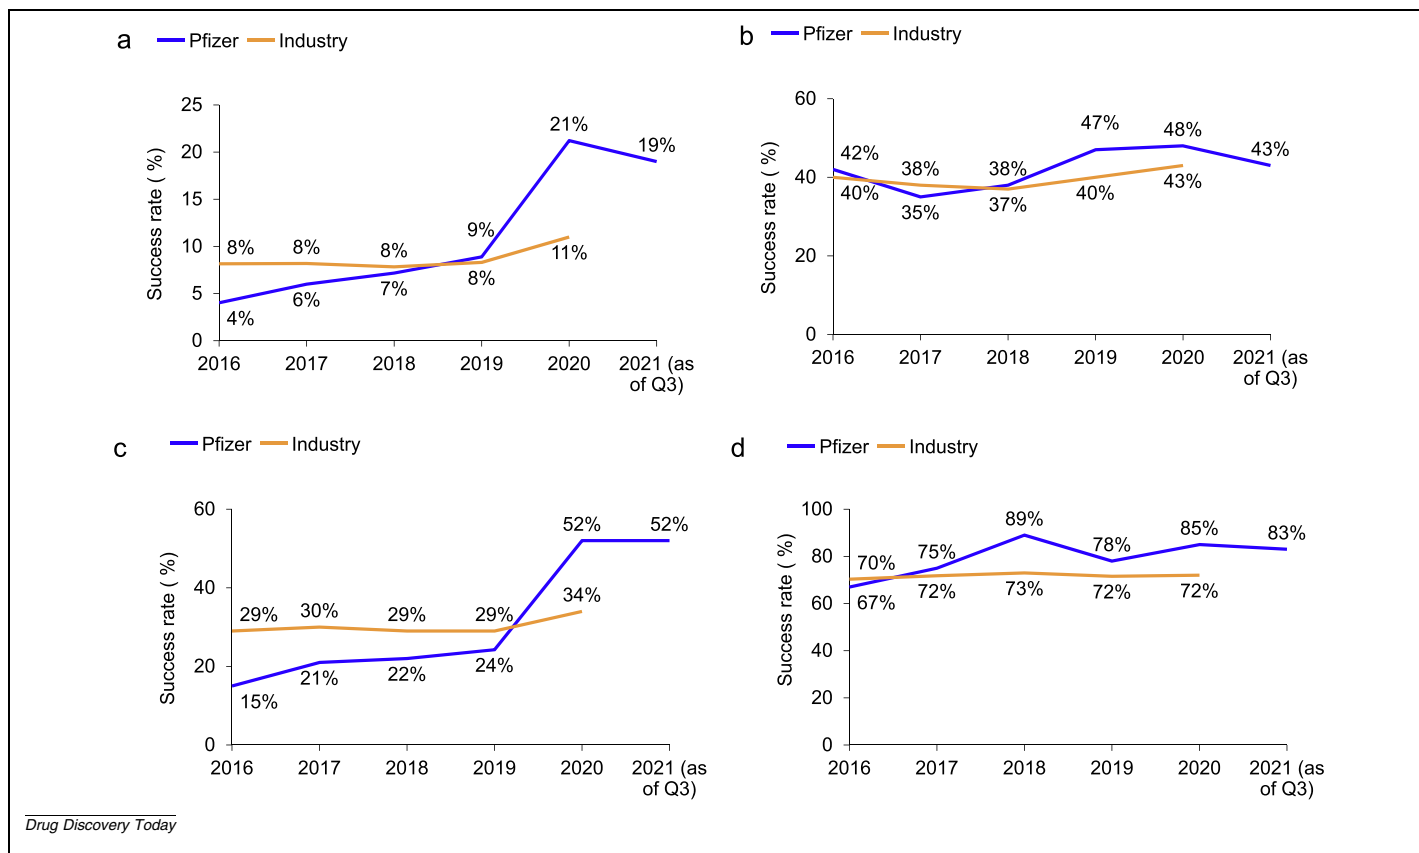 a Pfizer Industry
Success rate ( %)
25
20
15
10
5
0
8% 8% 8% 9% 21% 19%
4% 6% 7% 8% 11%
2016 2017 2018 2019 2020 2021 (as
of Q3)
b Pfizer Industry
Success rate ( %)
60
40
20
0
42% 38% 38% 47% 48% 43%
40% 35% 37% 40% 43%
2016 2017 2018 2019 2020 2021 (as
of Q3)
c Pfizer Industry
Success rate ( %)
60
40
20
0
29% 30% 29% 29% 52% 52%
15% 21% 22% 24% 34%
2016 2017 2018 2019 2020 2021 (as
of Q3)
d Pfizer Industry
Success rate ( %)
100
80
60
40
20
0
70% 75% 89% 78% 85% 83%
67% 72% 73% 72% 72%
2016 2017 2018 2019 2020 2021 (as
of Q3)
Drug Discovery Today